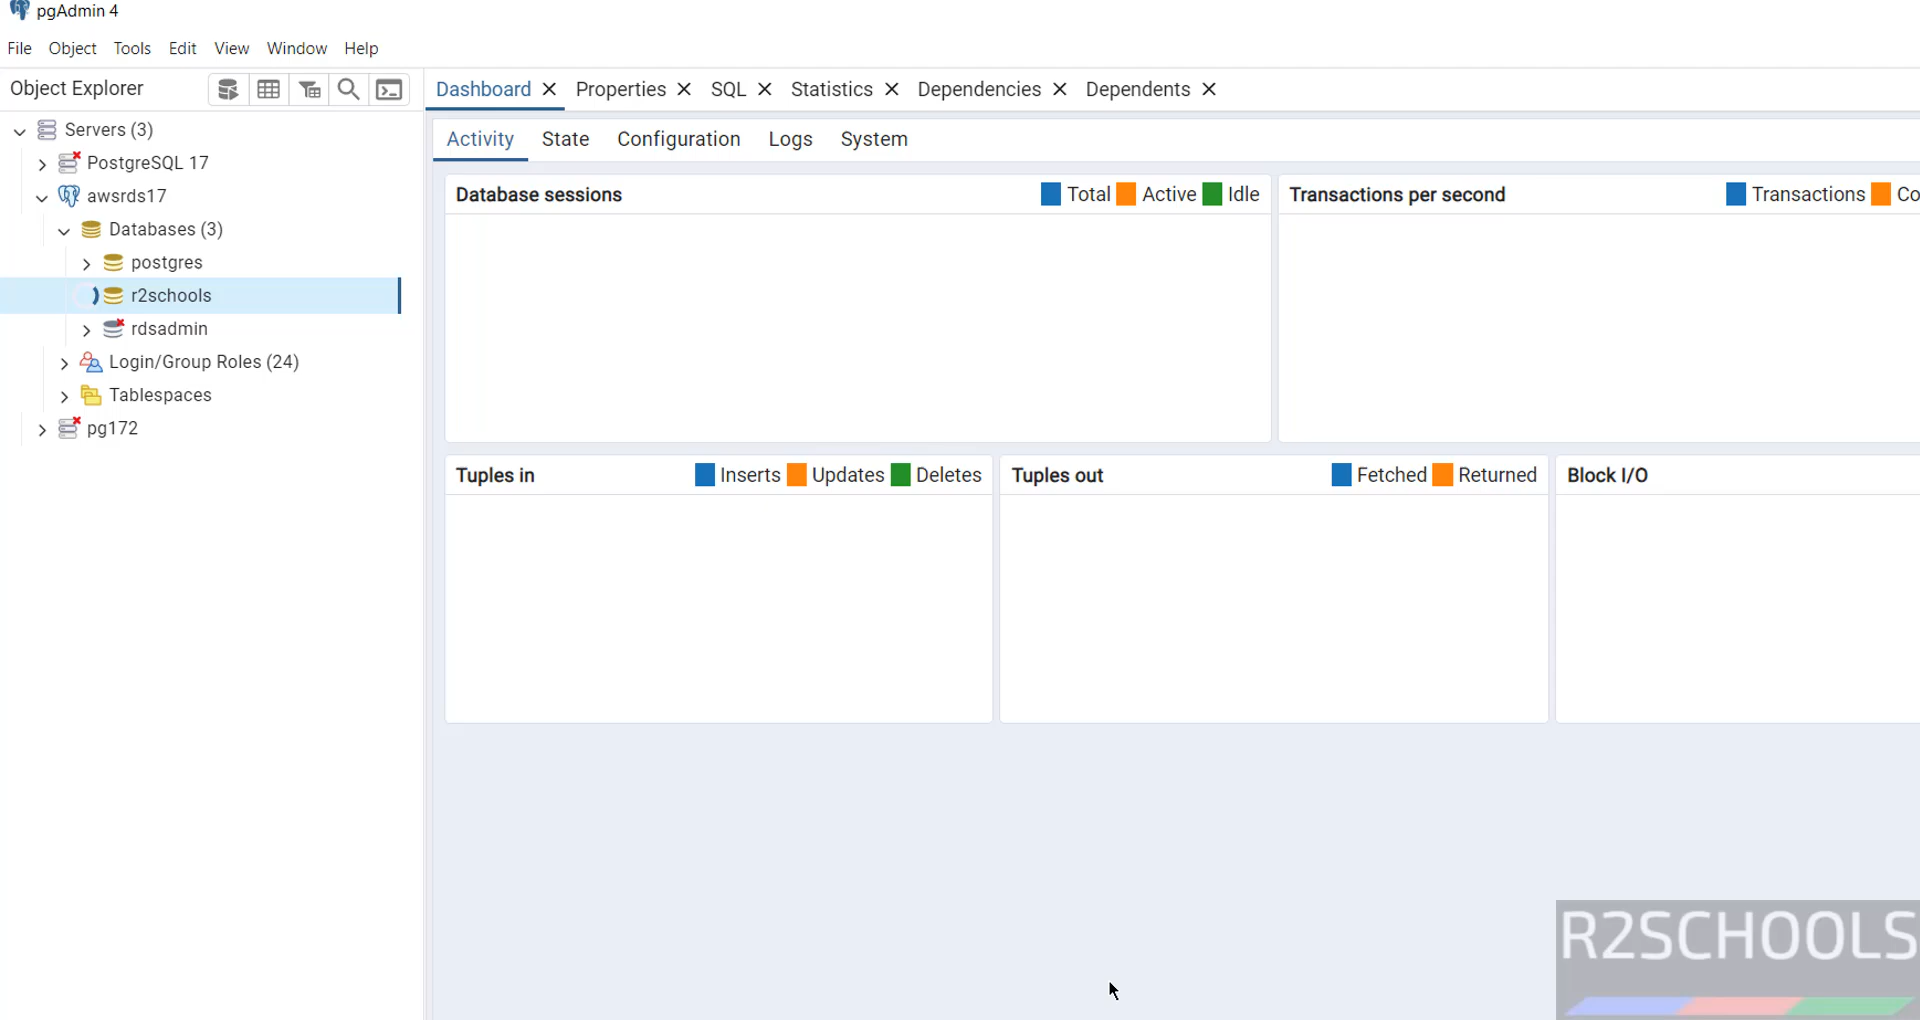 pgAdmin 4
File Object Tools Edit View Window Help
Object Explorer
Dashboard Properties SQL Statistics Dependencies Dependents
Servers (3)
PostgreSQL 17
awsrds17
Databases (3)
postgres
r2schools
rdsadmin
Login/Group Roles (24)
Tablespaces
pg172
Activity State Configuration Logs System
Database sessions Total Active Idle
Transactions per second Transactions Co
Tuples in Inserts Updates Deletes
Tuples out Fetched Returned
Block I/O
R2SCHOOLS